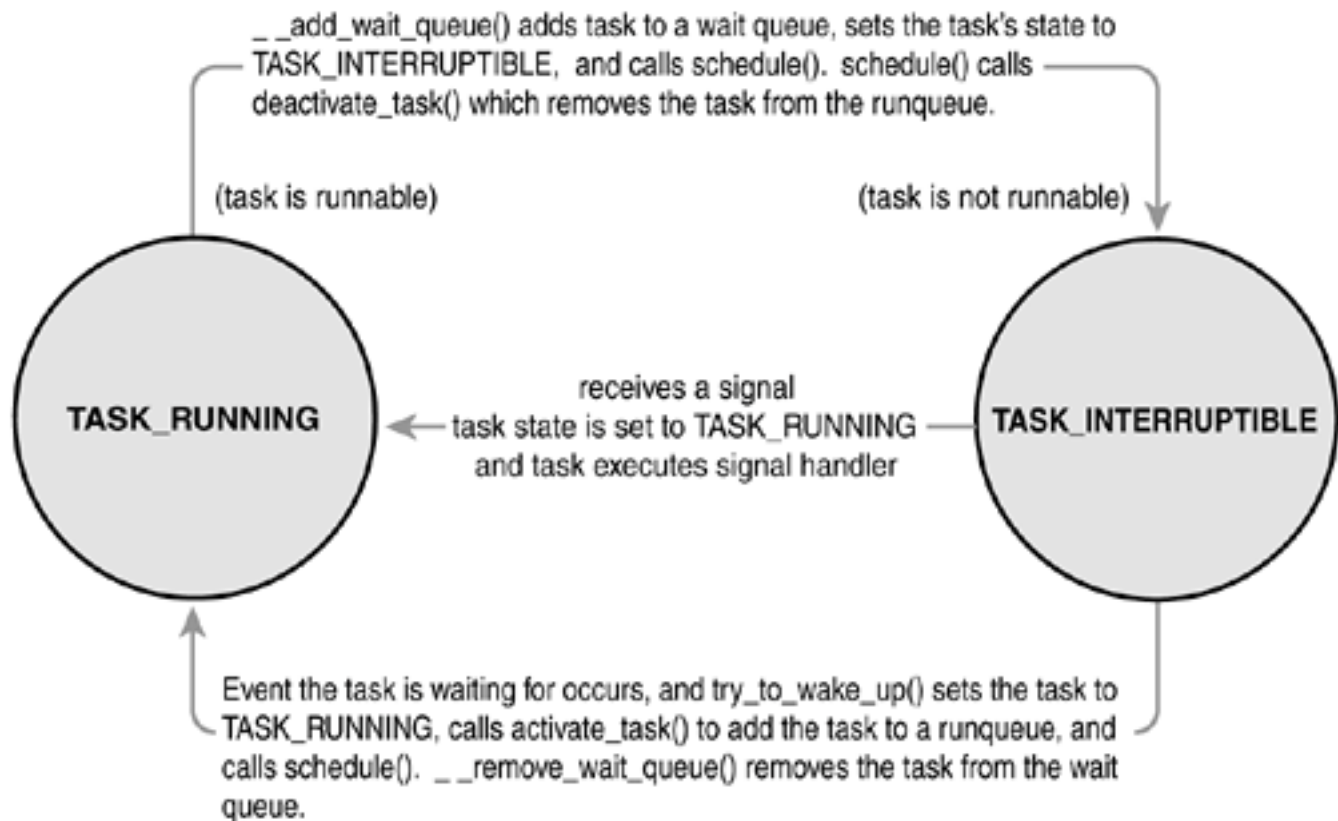 _ _add_wait_queue() adds task to a wait queue, sets the task's state to
TASK_INTERRUPTIBLE, and calls schedule(). schedule() calls
deactivate_task() which removes the task from the runqueue.
(task is runnable)
(task is not runnable)
receives a signal
TASK_RUNNING
task state is set to TASK_RUNNING
TASK_INTERRUPTIBLE
and task executes signal handler
Event the task is waiting for occurs, and try_to_wake_up() sets the task to
TASK_RUNNING, calls activate_task() to add the task to a runqueue, and
calls schedule(). _ _remove_wait_queue() removes the task from the wait
queue.